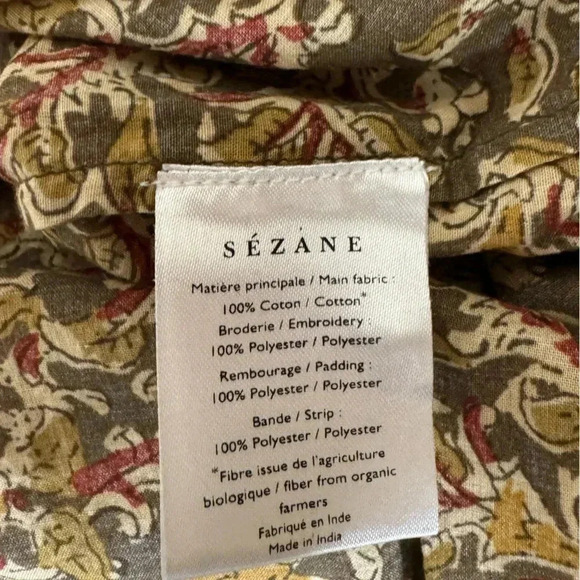 SÉZANE
Matière principale / Main fabric :
100% Coton / Cotton*
Broderie / Embroidery :
100% Polyester / Polyester
Rembourage / Padding :
100% Polyester / Polyester
Bande / Strip :
100% Polyester / Polyester
*Fibre issue de l'agriculture
biologique / fiber from organic
farmers
Fabriqué en Inde
Made in India